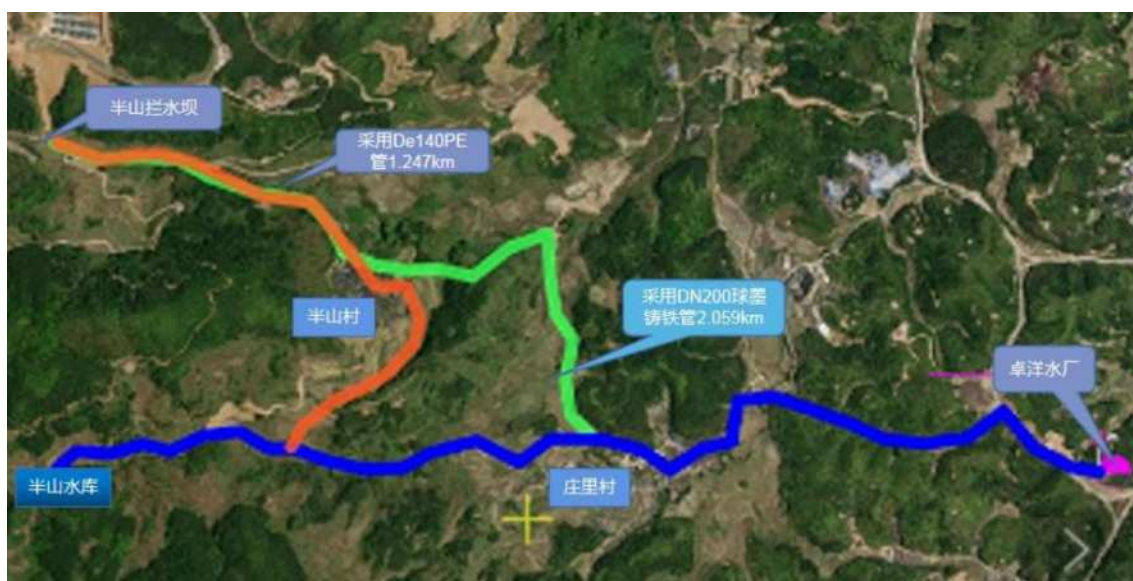 半山拦水坝
采用De140PE
管1.247km
半山村
采用DN200球墨
铸铁管2.059km
卓洋水厂
半山水库
庄里村